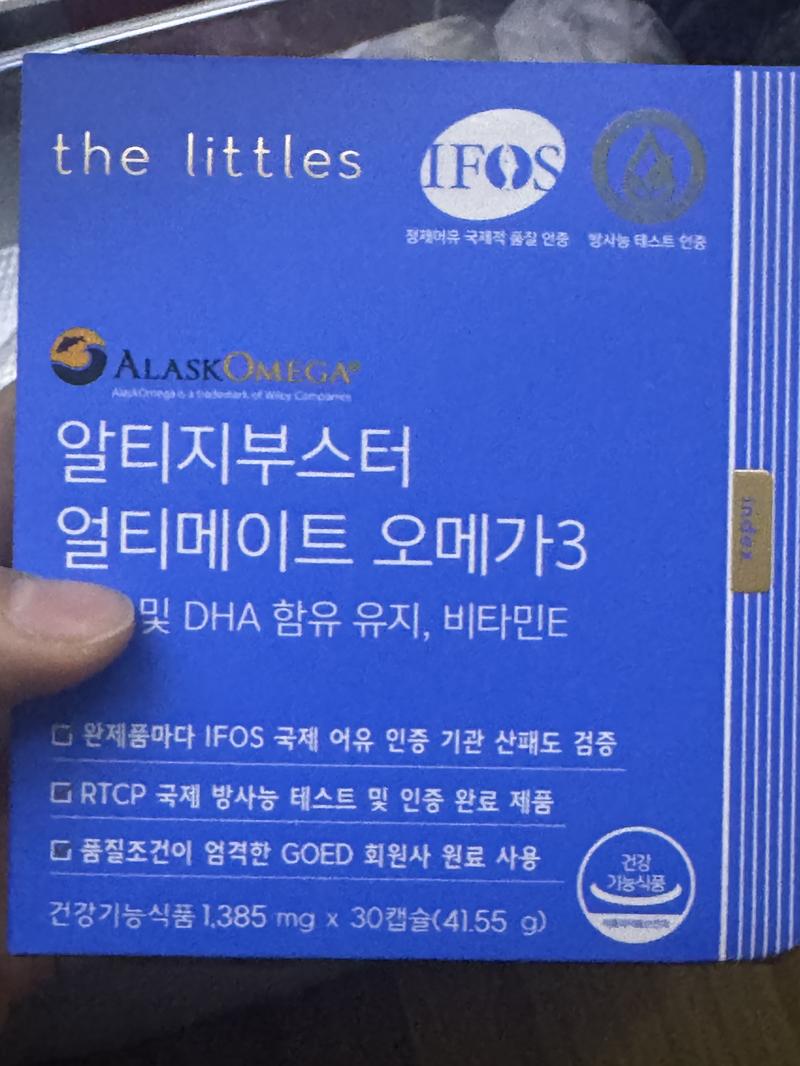 the littles
IFOS
정제어유 국제적 품질 인증
방사능 테스트 인증
ALASKOMEGA®
AlaskOmega is a trademark of Wiley Companies
알티지부스터
얼티메이트 오메가3
및 DHA 함유 유지, 비타민E
완제품마다 IFOS 국제 어유 인증 기관 산패도 검증
RTCP 국제 방사능 테스트 및 인증 완료 제품
품질조건이 엄격한 GOED 회원사 원료 사용
건강기능식품 1,385 mg x 30캡슐(41.55 g)
건강
기능식품
index